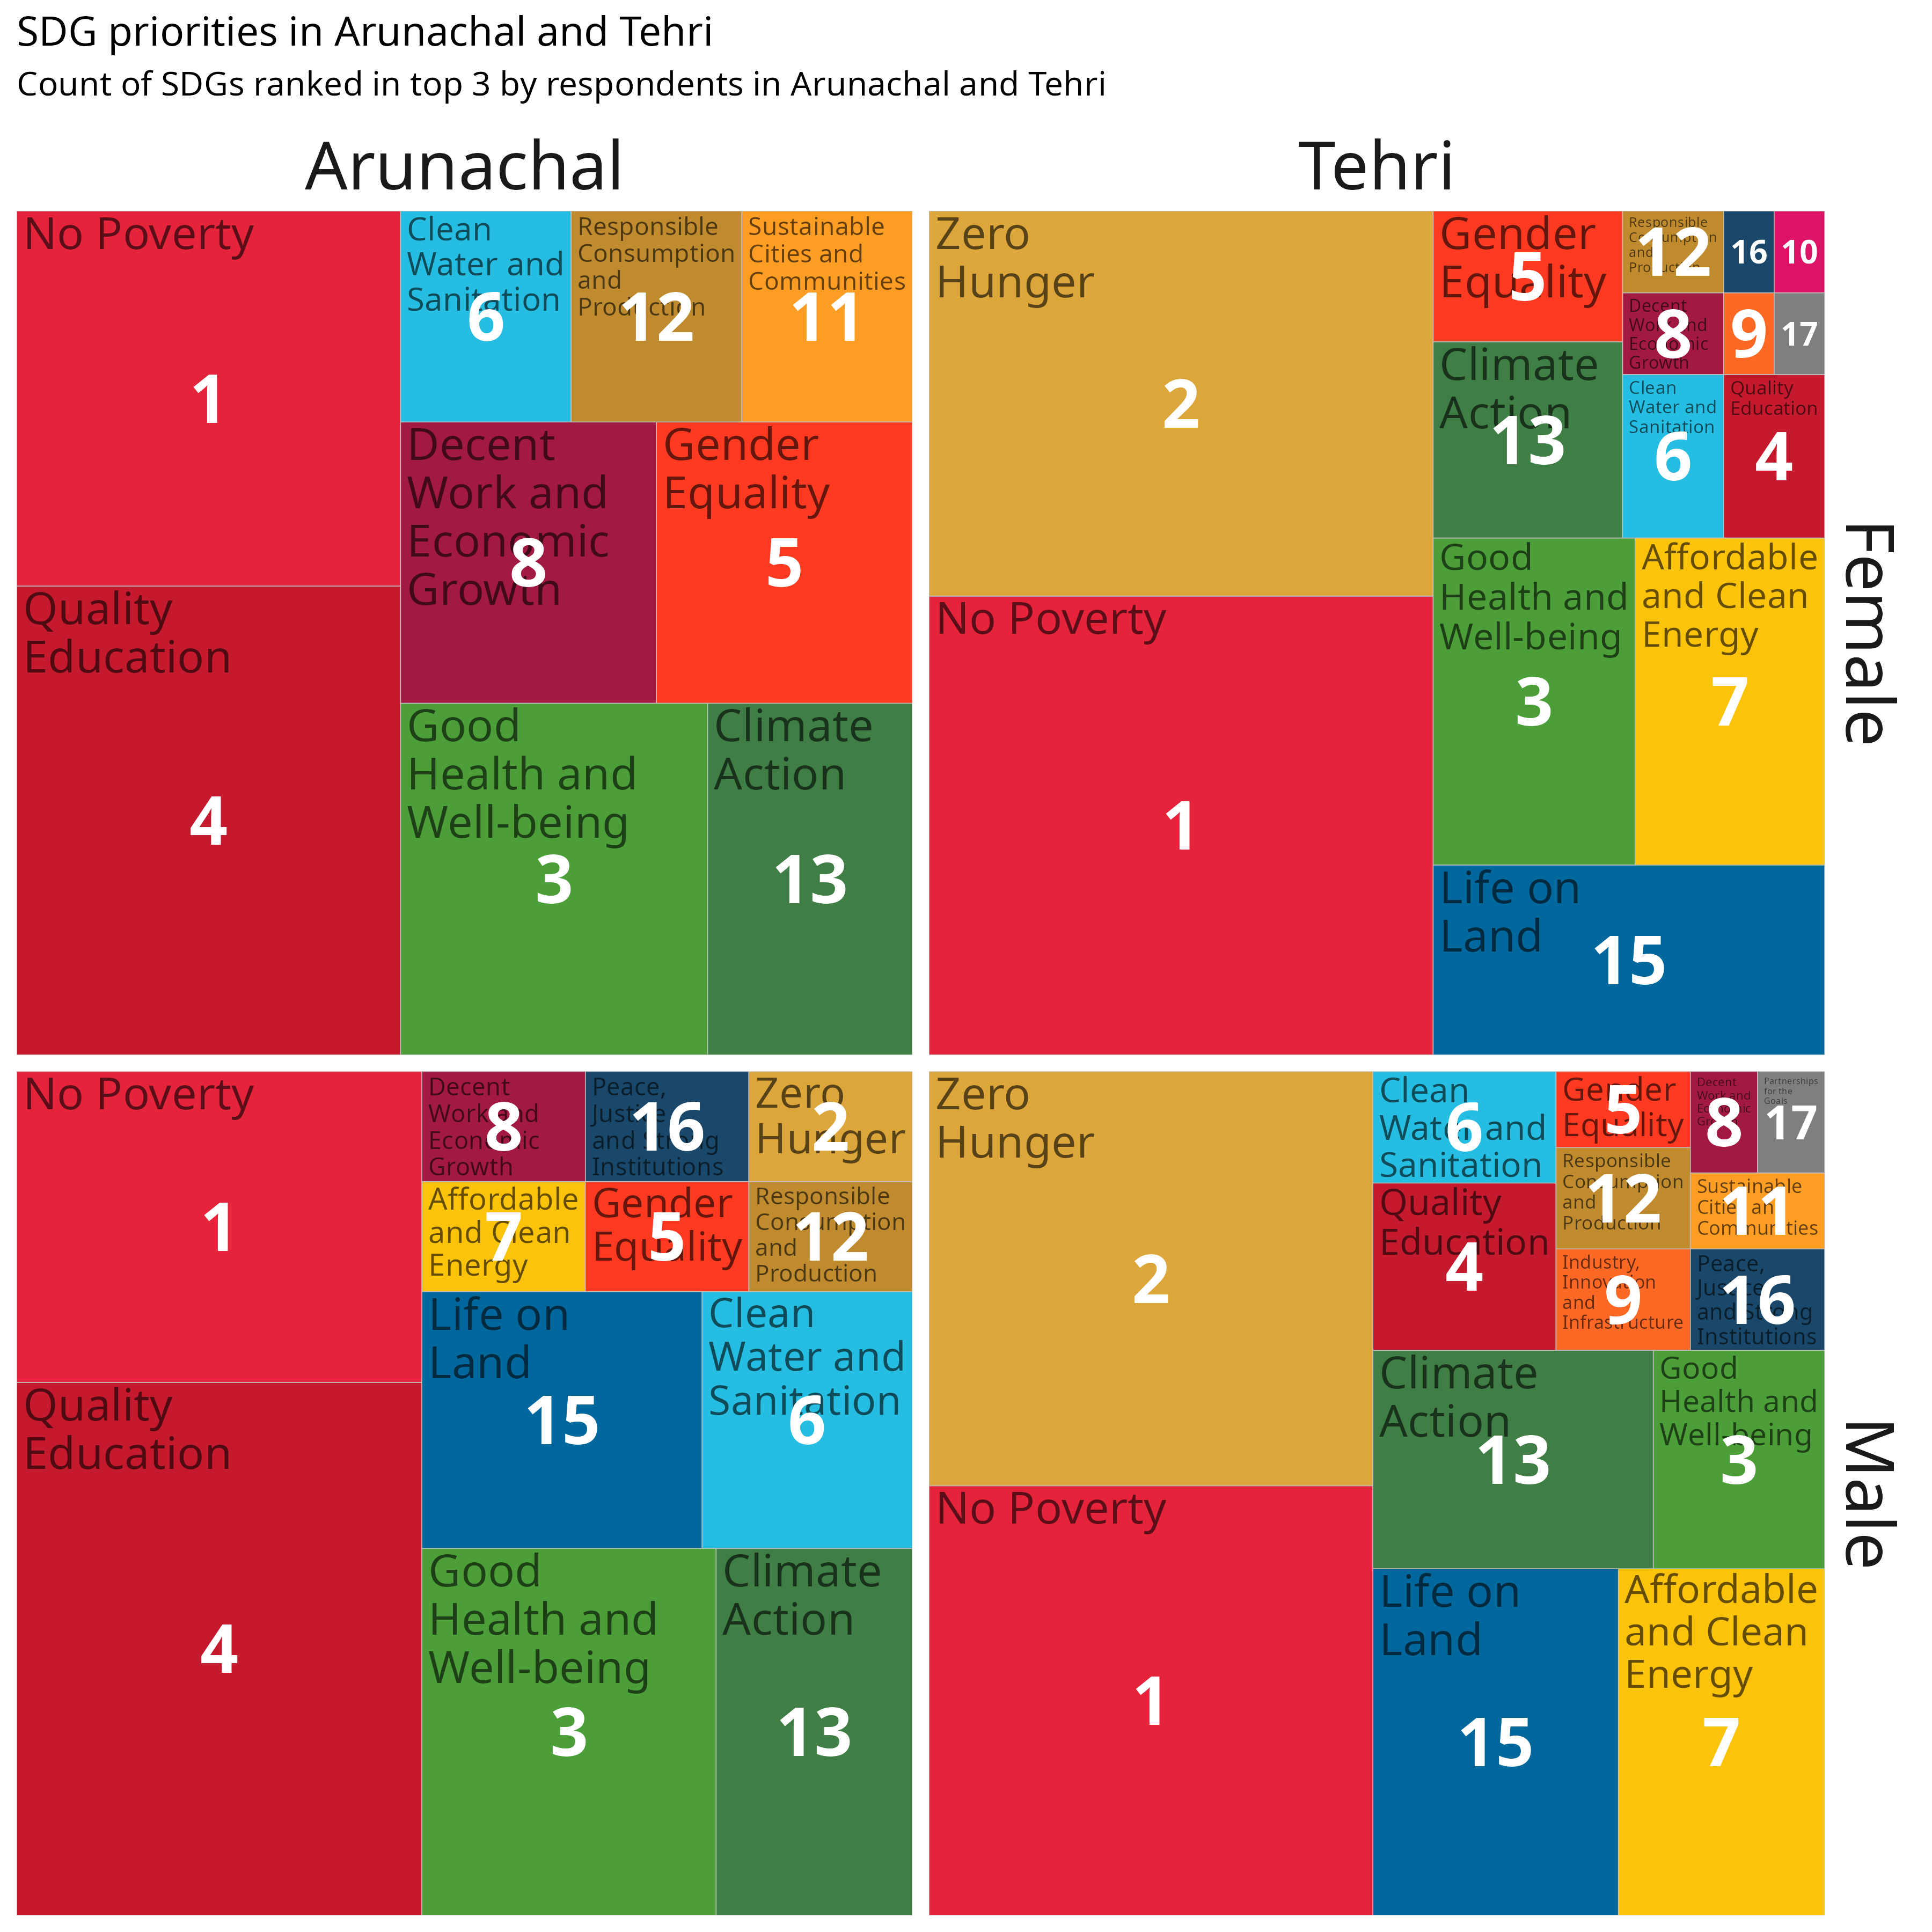 SDG priorities in Arunachal and Tehri
Count of SDGs ranked in top 3 by respondents in Arunachal and Tehri
Arunachal
Tehri
Female
Male
No Poverty
1
Quality
Education
4
Clean
Water and
Sanitation
6
Responsible
Consumption
and
Production
12
Sustainable
Cities and
Communities
11
Decent
Work and
Economic
Growth
8
Gender
Equality
5
Good
Health and
Well-being
3
Climate
Action
13
Zero
Hunger
2
No Poverty
1
Gender
Equality
5
Climate
Action
13
Responsible
Consumption
and
Production
12
16
10
Decent
Work and
Economic
Growth
8
9
17
Clean
Water and
Sanitation
6
Quality
Education
4
Good
Health and
Well-being
3
Affordable
and Clean
Energy
7
Life on
Land
15
No Poverty
1
Quality
Education
4
Decent
Work and
Economic
Growth
8
Peace,
Justice
and Strong
Institutions
16
Zero
Hunger
2
Affordable
and Clean
Energy
7
Gender
Equality
5
Responsible
Consumption
and
Production
12
Life on
Land
15
Clean
Water and
Sanitation
6
Good
Health and
Well-being
3
Climate
Action
13
Zero
Hunger
2
No Poverty
1
Clean
Water and
Sanitation
6
Quality
Education
4
Gender
Equality
5
Responsible
Consumption
and
Production
12
Industry,
Innovation
and
Infrastructure
9
Decent
Work and
Economic
Growth
8
Partnerships
for the
Goals
17
Sustainable
Cities and
Communities
11
Peace,
Justice
and Strong
Institutions
16
Climate
Action
13
Good
Health and
Well-being
3
Life on
Land
15
Affordable
and Clean
Energy
7